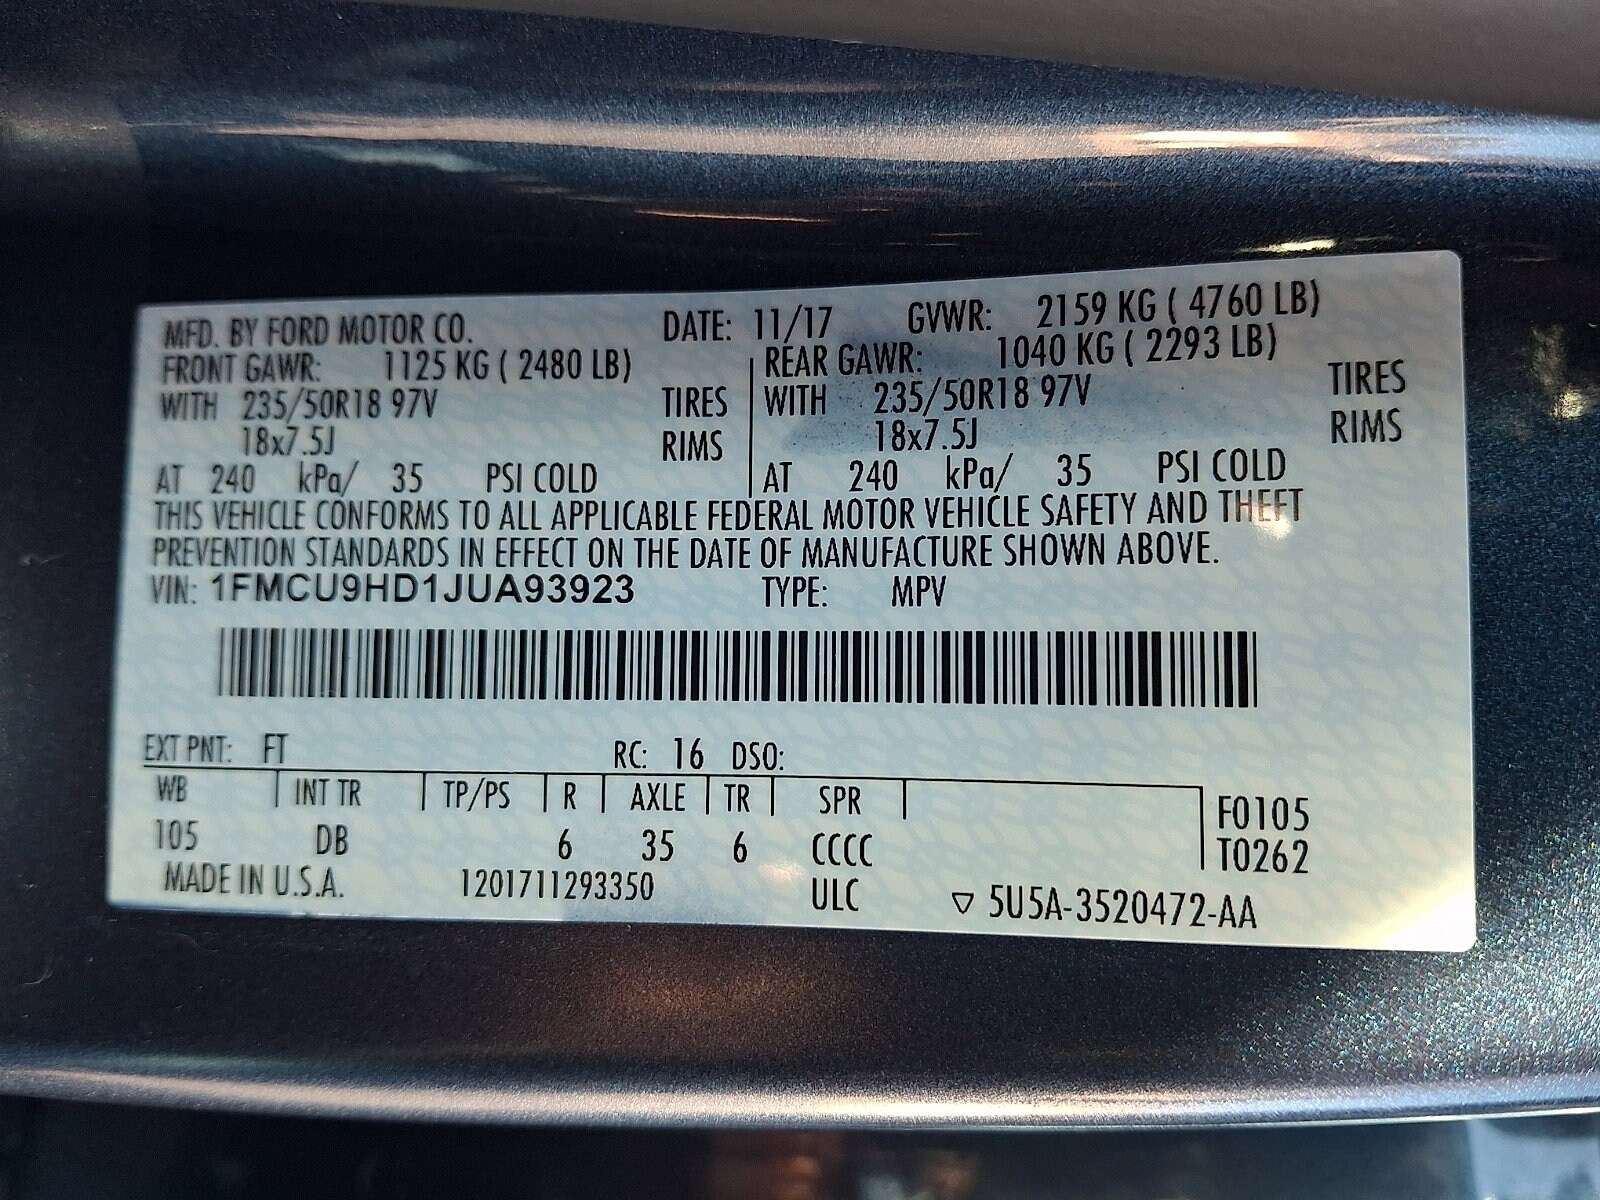 MFD. BY FORD MOTOR CO. DATE: 11/17 GVWR: 2159 KG ( 4760 LB)
FRONT GAWR: 1125 KG ( 2480 LB) REAR GAWR: 1040 KG ( 2293 LB)
WITH 235/50R18 97V TIRES WITH 235/50R18 97V TIRES
18x7.5J RIMS 18x7.5J RIMS
AT 240 kPa/ 35 PSI COLD AT 240 kPa/ 35 PSI COLD
THIS VEHICLE CONFORMS TO ALL APPLICABLE FEDERAL MOTOR VEHICLE SAFETY AND THEFT
PREVENTION STANDARDS IN EFFECT ON THE DATE OF MANUFACTURE SHOWN ABOVE.
VIN: 1FMCU9HD1JUA93923 TYPE: MPV
EXT PNT: FT RC: 16 DSO:
WB INT TR TP/PS R AXLE TR SPR F0105
105 DB 6 35 6 CCCC T0262
MADE IN U.S.A. 1201711293350 ULC ▽ 5U5A-3520472-AA